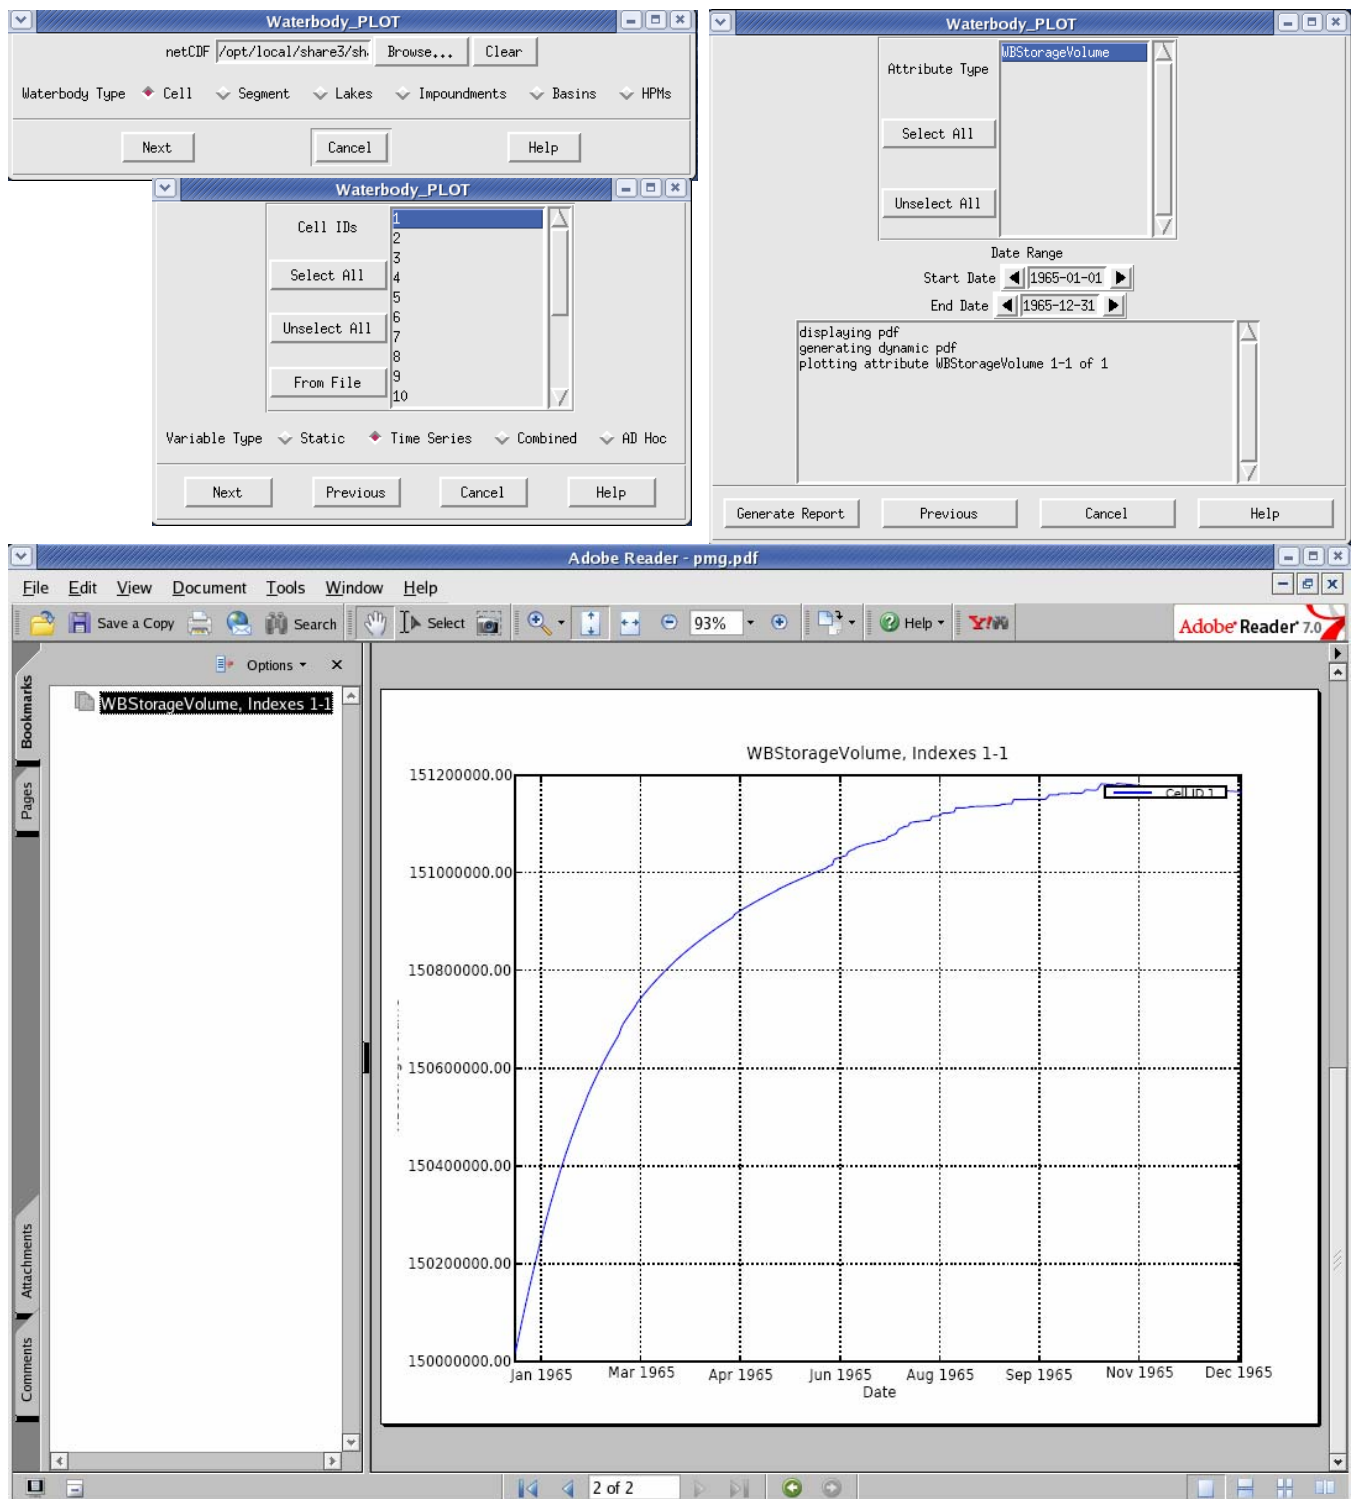 Waterbody_PLOT
netCDF /opt/local/share3/sh Browse... Clear
Waterbody Type Cell Segment Lakes Impoundments Basins HPMs
Next Cancel Help
Waterbody_PLOT
Cell IDs
Select All
Unselect All
From File
1
2
3
4
5
6
7
8
9
10
Variable Type Static Time Series Combined AD Hoc
Next Previous Cancel Help
Waterbody_PLOT
Attribute Type
WBStorageVolume
Select All
Unselect All
Date Range
Start Date 1965-01-01
End Date 1965-12-31
displaying pdf
generating dynamic pdf
plotting attribute WBStorageVolume 1-1 of 1
Generate Report Previous Cancel Help
Adobe Reader - pmg.pdf
File Edit View Document Tools Window Help
Save a Copy Search Select 93% Help Y! Adobe Reader 7.0
Options
Bookmarks
Pages
Attachments
Comments
WBStorageVolume, Indexes 1-1
WBStorageVolume, Indexes 1-1
151200000.00
151000000.00
150800000.00
150600000.00
150400000.00
150200000.00
150000000.00
Cell ID 1
Jan 1965 Mar 1965 Apr 1965 Jun 1965 Aug 1965 Sep 1965 Nov 1965 Dec 1965
Date
2 of 2